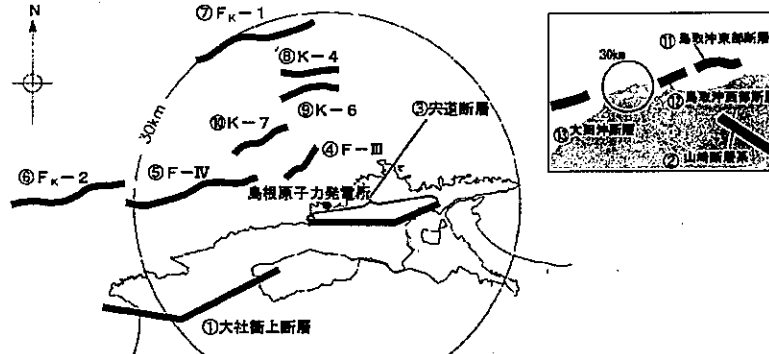 N
⑦FK-1
⑧K-4
30km
⑨K-6
⑩K-7
③宍道断層
④F-Ⅲ
⑥FK-2
⑤F-Ⅳ
島根原子力発電所
①大社衝上断層
30km
⑪鳥取沖東部断層
⑫鳥取沖西部断層
⑬大田沖断層
②山崎断層系